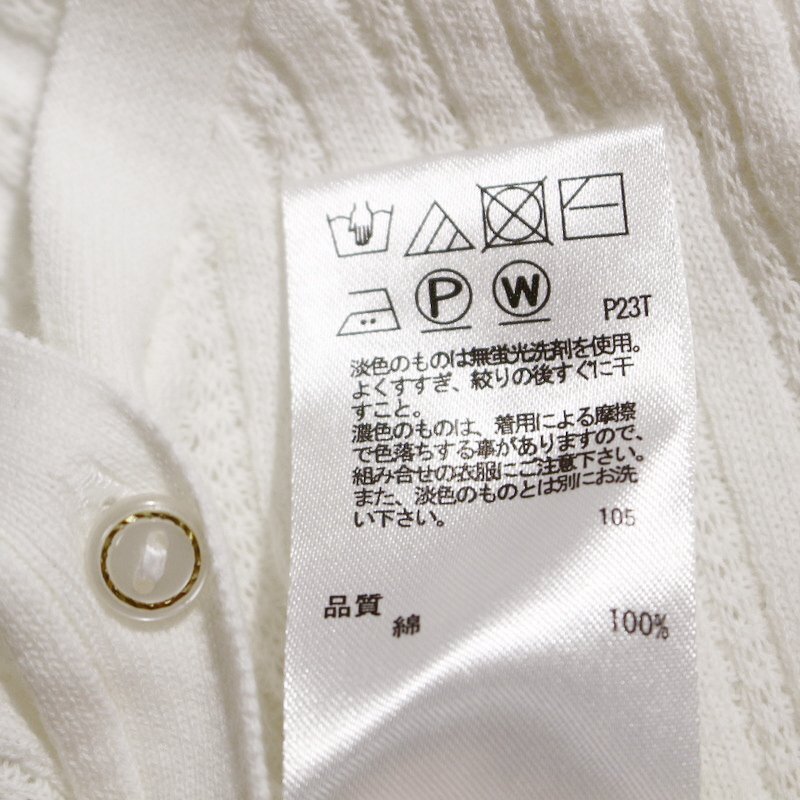 P W P23T
淡色のものは無蛍光洗剤を使用。
よくすすぎ、絞りの後すぐに干
すこと。
濃色のものは、着用による摩擦
で色落ちする事がありますので、
組み合せの衣服にご注意下さい。
また、淡色のものとは別にお洗
い下さい。 105
品質
綿 100%